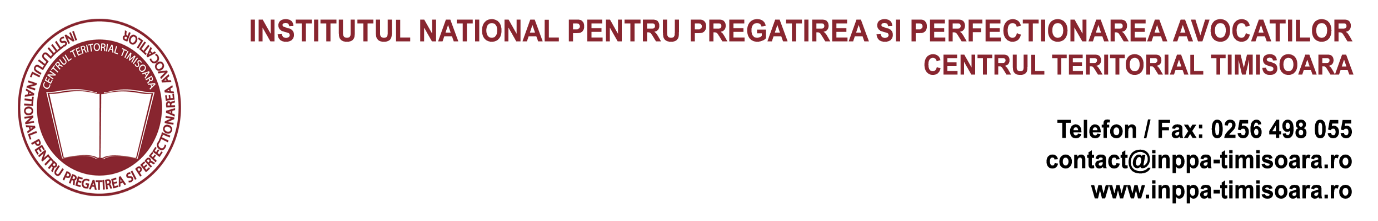 INSTITUTUL NATIONAL PENTRU PREGATIREA SI PERFECTIONAREA AVOCATILOR
CENTRUL TERITORIAL TIMISOARA
INSTITUTUL NATIONAL PENTRU PREGATIREA SI PERFECTIONAREA AVOCATILOR
CENTRUL TERITORIAL TIMISOARA
Telefon / Fax: 0256 498 055
contact@inppa-timisoara.ro
www.inppa-timisoara.ro